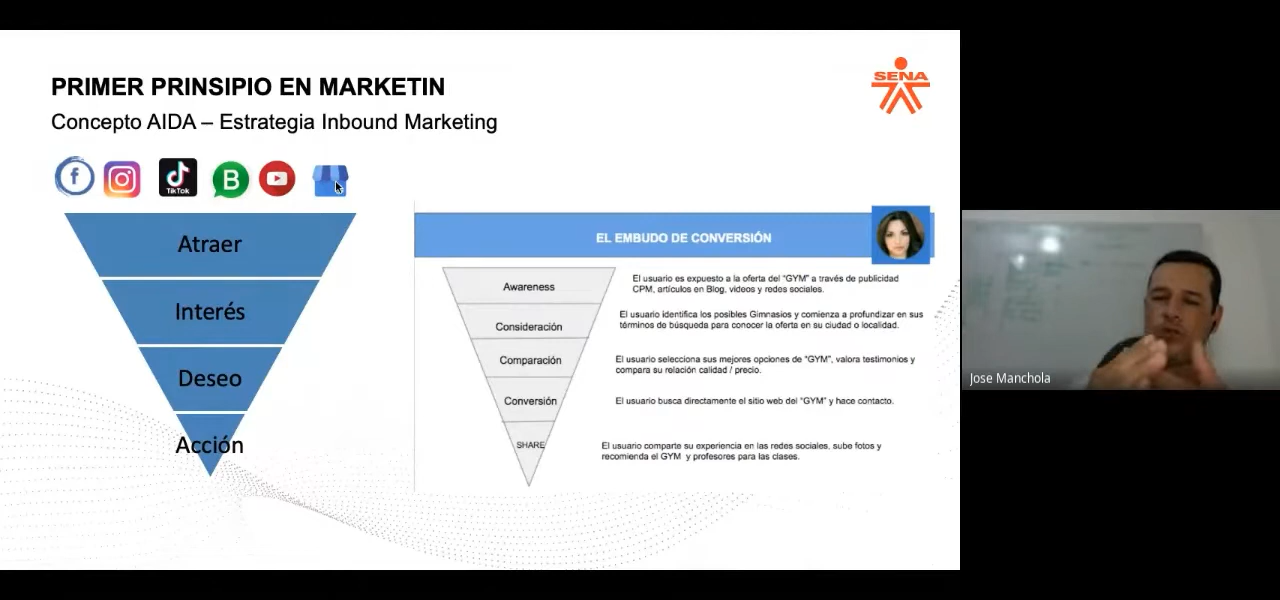 PRIMER PRINSIPIO EN MARKETIN
Concepto AIDA – Estrategia Inbound Marketing
SENA
f
TikTok
B
Atraer
Interés
Deseo
Acción
EL EMBUDO DE CONVERSIÓN
Awareness
El usuario es expuesto a la oferta del “GYM” a través de publicidad
CPM, artículos en Blog, videos y redes sociales.
Consideración
El usuario identifica los posibles Gimnasios y comienza a profundizar en sus
términos de búsqueda para conocer la oferta en su ciudad o localidad.
Comparación
El usuario selecciona sus mejores opciones de “GYM”, valora testimonios y
compara su relación calidad / precio.
Conversión
El usuario busca directamente el sitio web del “GYM” y hace contacto.
SHARE
El usuario comparte su experiencia en las redes sociales, sube fotos y
recomienda el GYM y profesores para las clases.
Jose Manchola